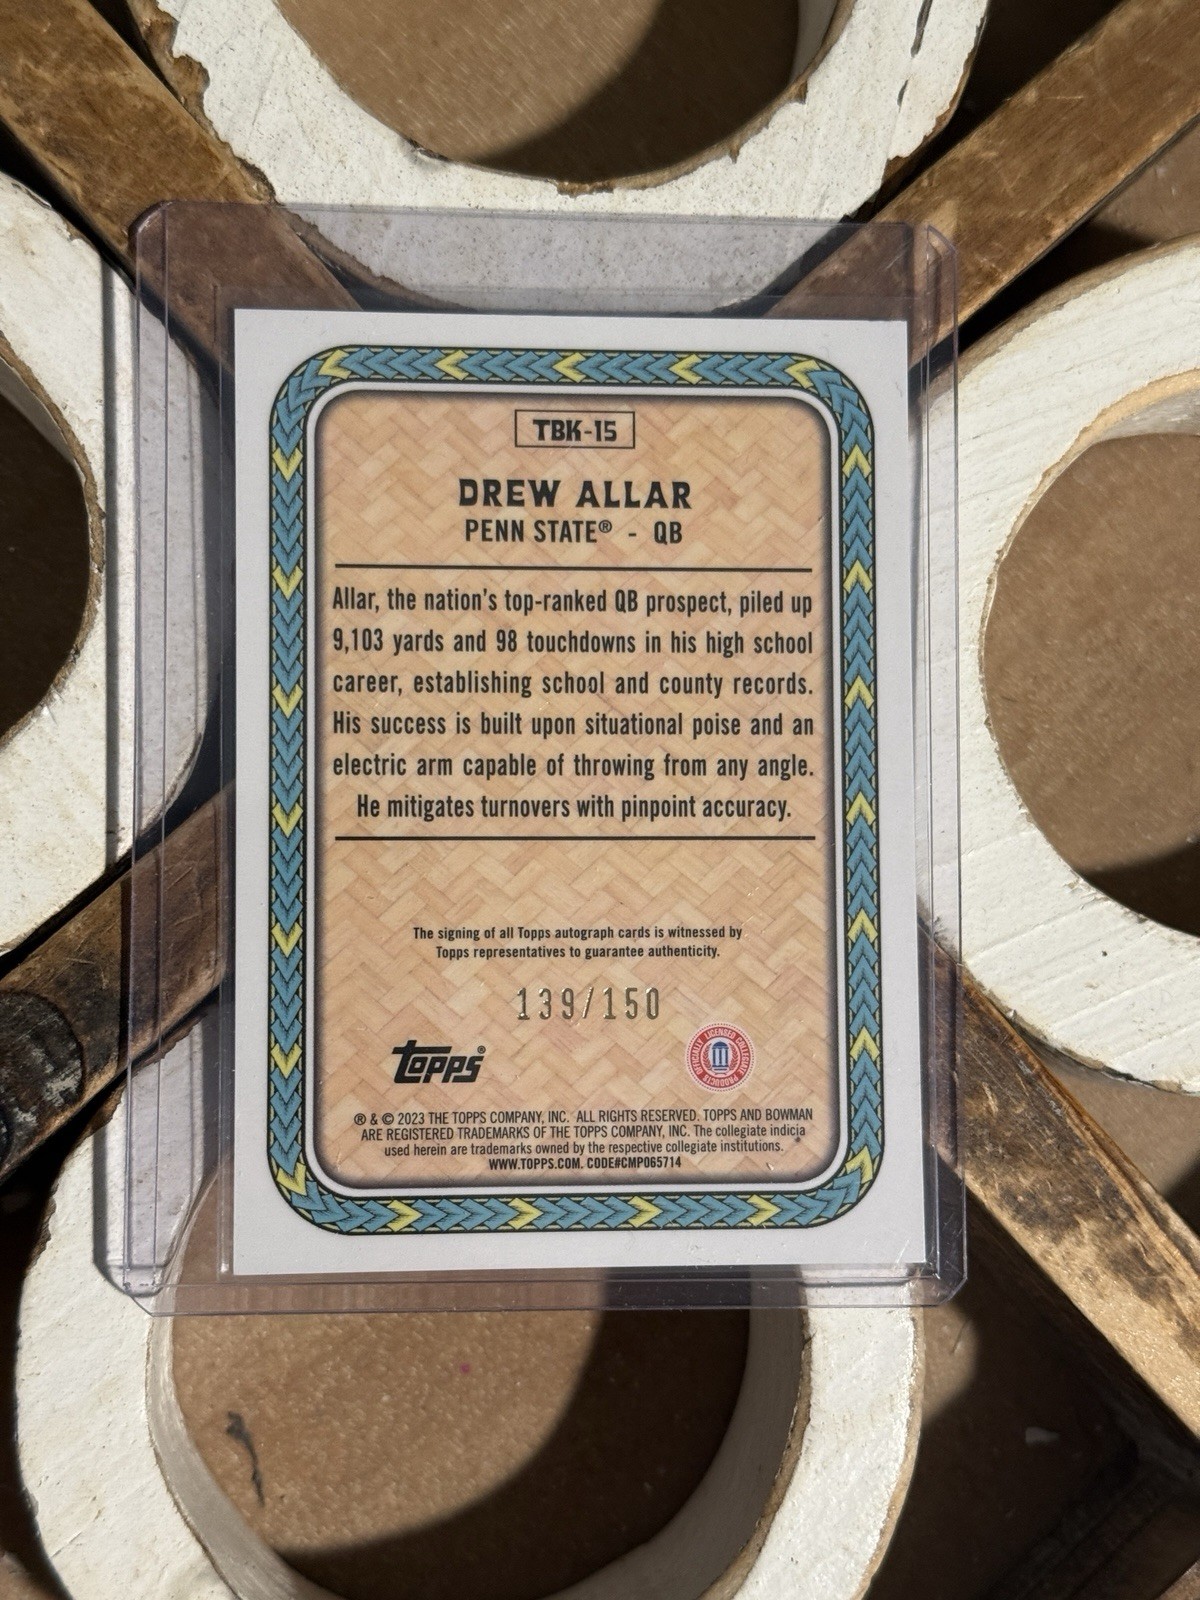 TBK-15
DREW ALLAR
PENN STATE® - QB
Allar, the nation's top-ranked QB prospect, piled up
9,103 yards and 98 touchdowns in his high school
career, establishing school and county records.
His success is built upon situational poise and an
electric arm capable of throwing from any angle.
He mitigates turnovers with pinpoint accuracy.
The signing of all Topps autograph cards is witnessed by
Topps representatives to guarantee authenticity.
139/150
TOPPS®
OFFICIALLY LICENSED COLLEGIATE PRODUCTS
® & © 2023 THE TOPPS COMPANY, INC. ALL RIGHTS RESERVED. TOPPS AND BOWMAN
ARE REGISTERED TRADEMARKS OF THE TOPPS COMPANY, INC. The collegiate indicia
used herein are trademarks owned by the respective collegiate institutions.
WWW.TOPPS.COM. CODE#CMP065714